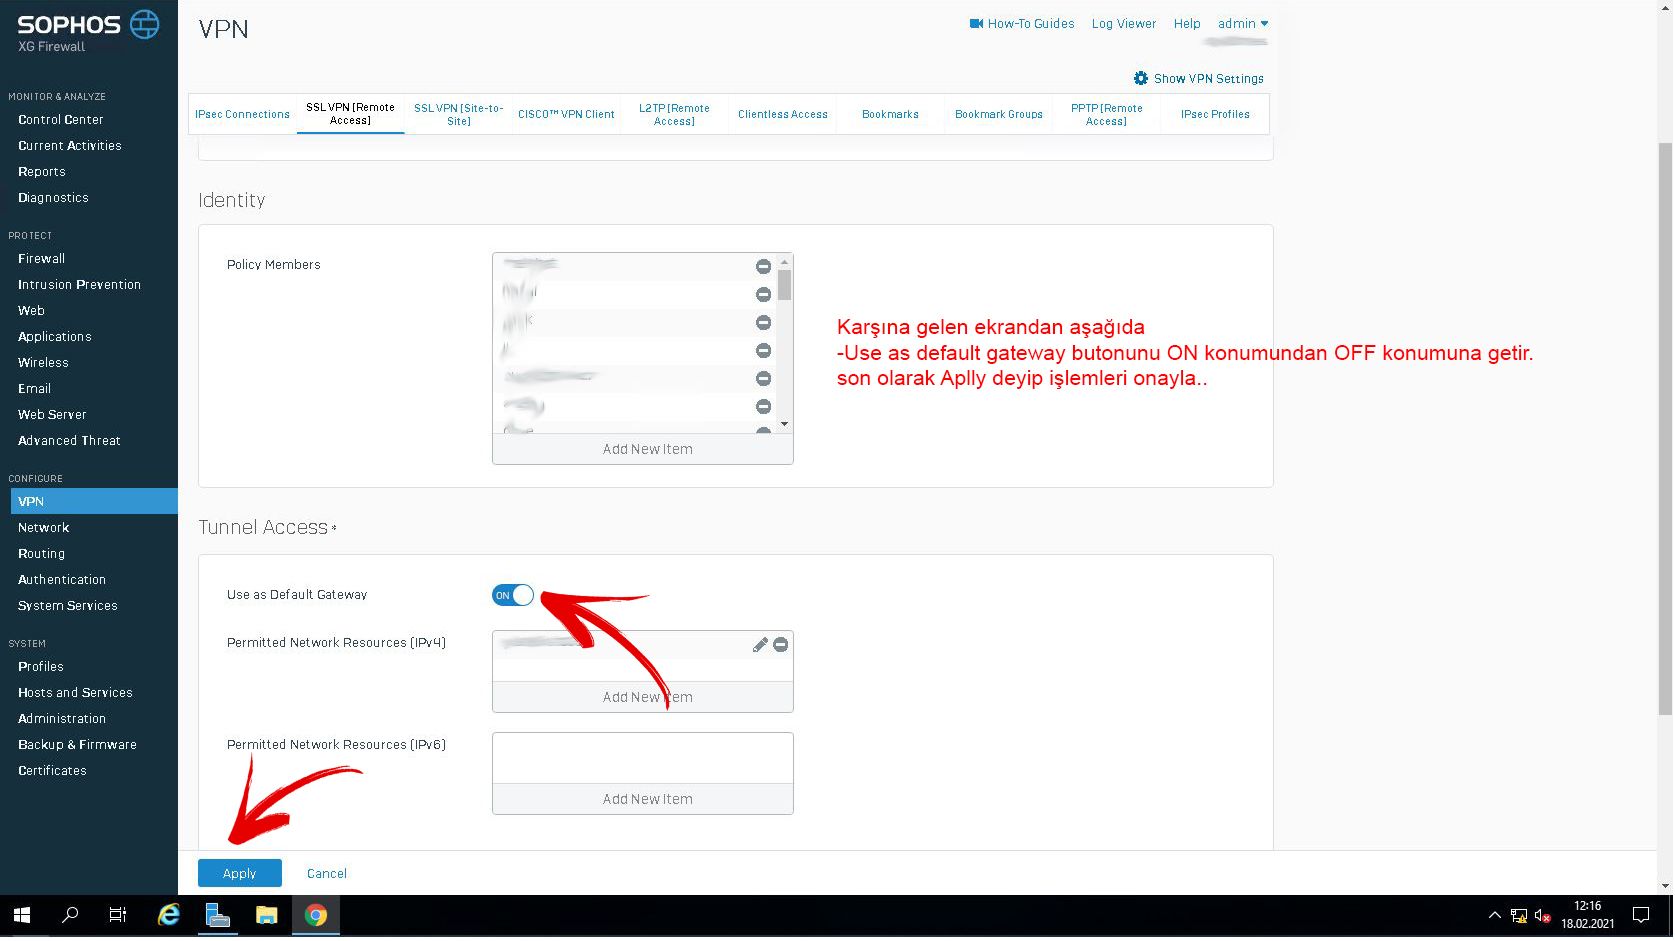 SOPHOS
XG Firewall
MONITOR & ANALYZE
Control Center
Current Activities
Reports
Diagnostics
PROTECT
Firewall
Intrusion Prevention
Web
Applications
Wireless
Email
Web Server
Advanced Threat
CONFIGURE
VPN
Network
Routing
Authentication
System Services
SYSTEM
Profiles
Hosts and Services
Administration
Backup & Firmware
Certificates
VPN
How-To Guides Log Viewer Help admin
Show VPN Settings
IPsec Connections
SSL VPN [Remote
Access]
SSL VPN [Site-to-
Site]
CISCO™ VPN Client
L2TP [Remote
Access]
Clientless Access
Bookmarks
Bookmark Groups
PPTP [Remote
Access]
IPsec Profiles
Identity
Policy Members
Add New Item
Karşına gelen ekrandan aşağıda
-Use as default gateway butonunu ON konumundan OFF konumuna getir.
son olarak Aplly deyip işlemleri onayla..
Tunnel Access *
Use as Default Gateway
ON
Permitted Network Resources (IPv4)
Add New Item
Permitted Network Resources (IPv6)
Add New Item
Apply Cancel
12:16
18.02.2021